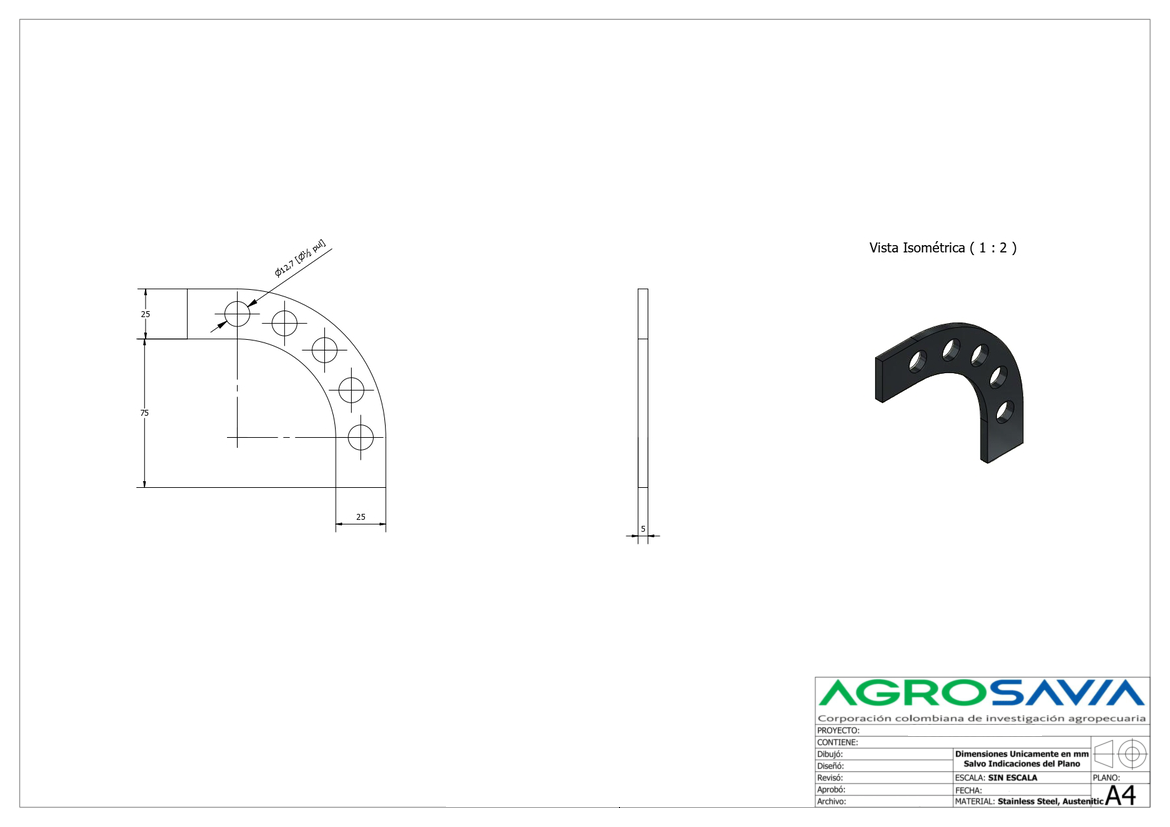 Ø12,7 [Ø½ pul]
Vista Isométrica ( 1 : 2 )
25
75
25
5
AGROSAVIA
Corporación colombiana de investigación agropecuaria
PROYECTO:
CONTIENE:
Dibujó:
Dimensiones Unicamente en mm
Salvo Indicaciones del Plano
Diseñó:
Revisó:
ESCALA: SIN ESCALA
PLANO:
Aprobó:
FECHA:
A4
Archivo:
MATERIAL: Stainless Steel, Austenitic